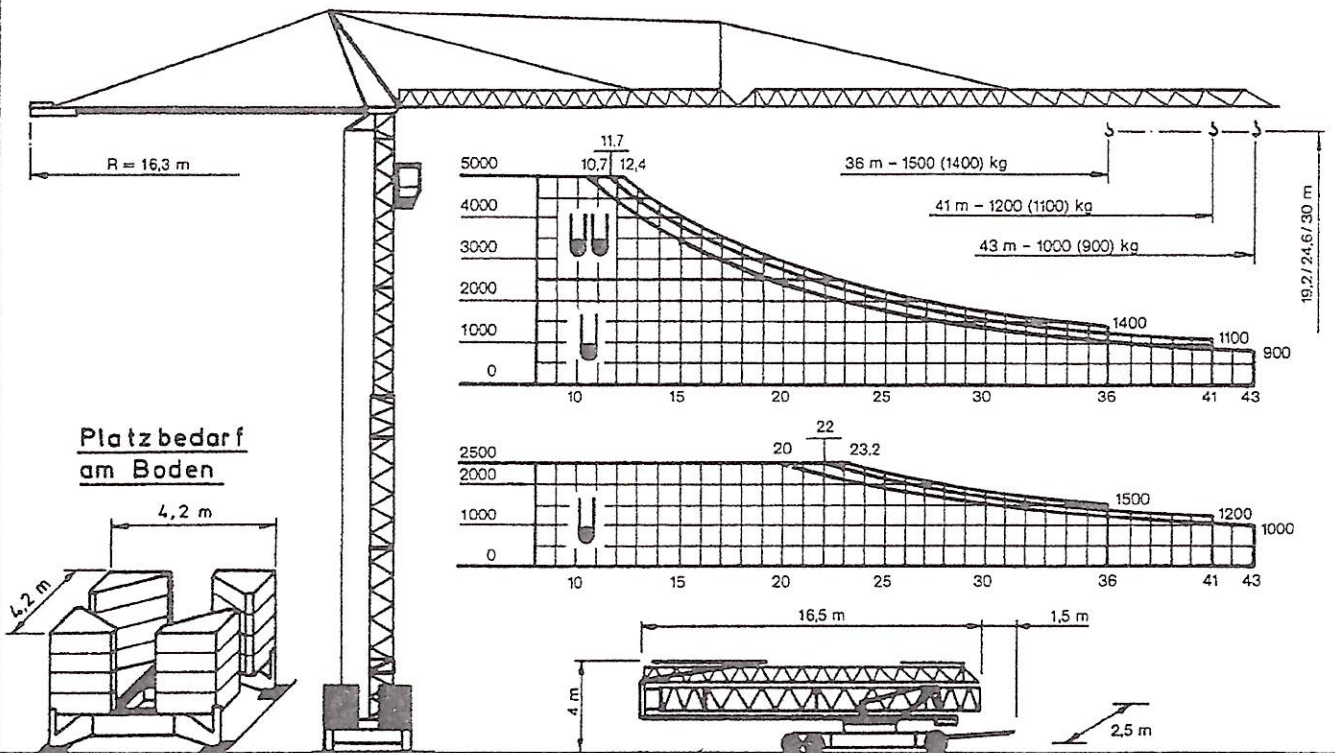 R = 16,3 m
11.7
10,7 12,4
36 m – 1500 (1400) kg
41 m – 1200 (1100) kg
43 m – 1000 (900) kg
19,2 / 24,6 / 30 m
5000
4000
3000
2000
1000
0
1400
1100
900
10 15 20 25 30 36 41 43
Platzbedarf
am Boden
4,2 m
4,2 m
22
20 23,2
2500
2000
1000
0
1500
1200
1000
10 15 20 25 30 36 41 43
16,5 m
1,5 m
4 m
2,5 m